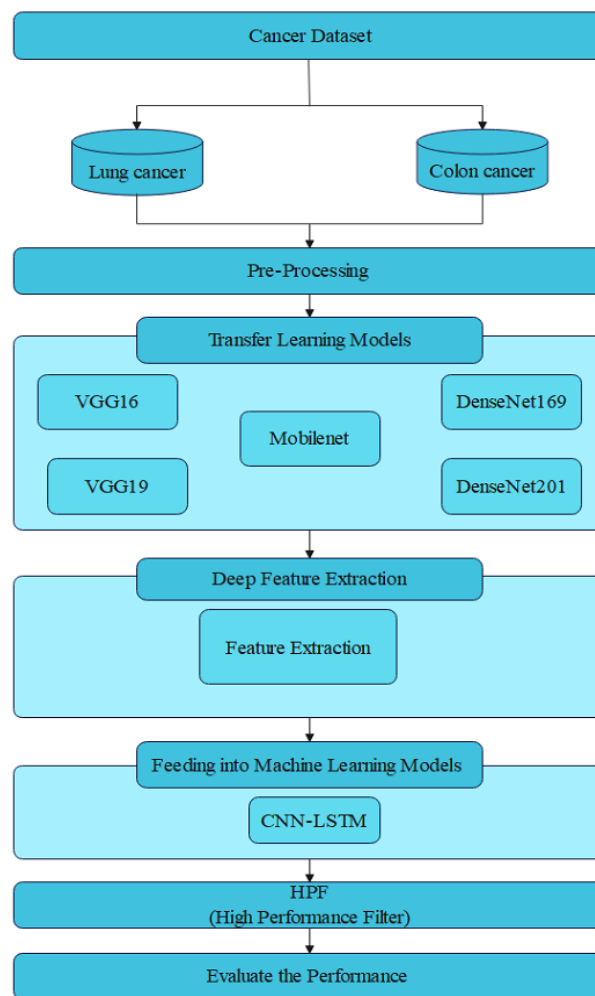 Cancer Dataset
Lung cancer
Colon cancer
Pre-Processing
Transfer Learning Models
VGG16
DenseNet169
Mobilenet
VGG19
DenseNet201
Deep Feature Extraction
Feature Extraction
Feeding into Machine Learning Models
CNN-LSTM
HPF
(High Performance Filter)
Evaluate the Performance